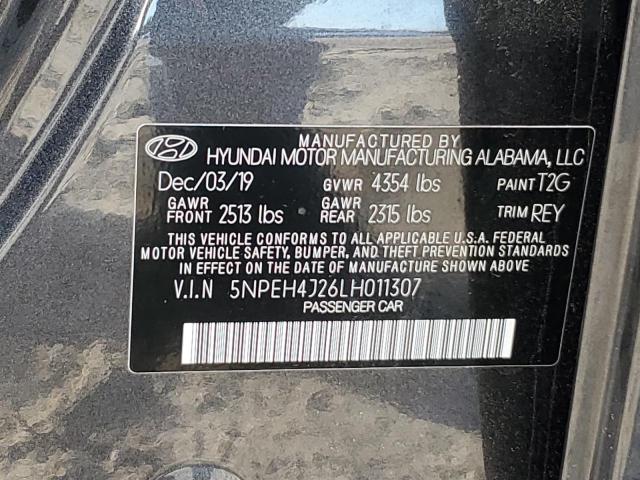 MANUFACTURED BY
HYUNDAI MOTOR MANUFACTURING ALABAMA, LLC
Dec/03/19 GVWR 4354 lbs PAINT T2G
GAWR FRONT 2513 lbs GAWR REAR 2315 lbs TRIM REY
THIS VEHICLE CONFORMS TO ALL APPLICABLE U.S.A. FEDERAL
MOTOR VEHICLE SAFETY, BUMPER, AND THEFT PREVENTION
STANDARDS IN EFFECT ON THE DATE OF MANUFACTURE SHOWN ABOVE
V.I.N 5NPEH4J26LH011307
PASSENGER CAR